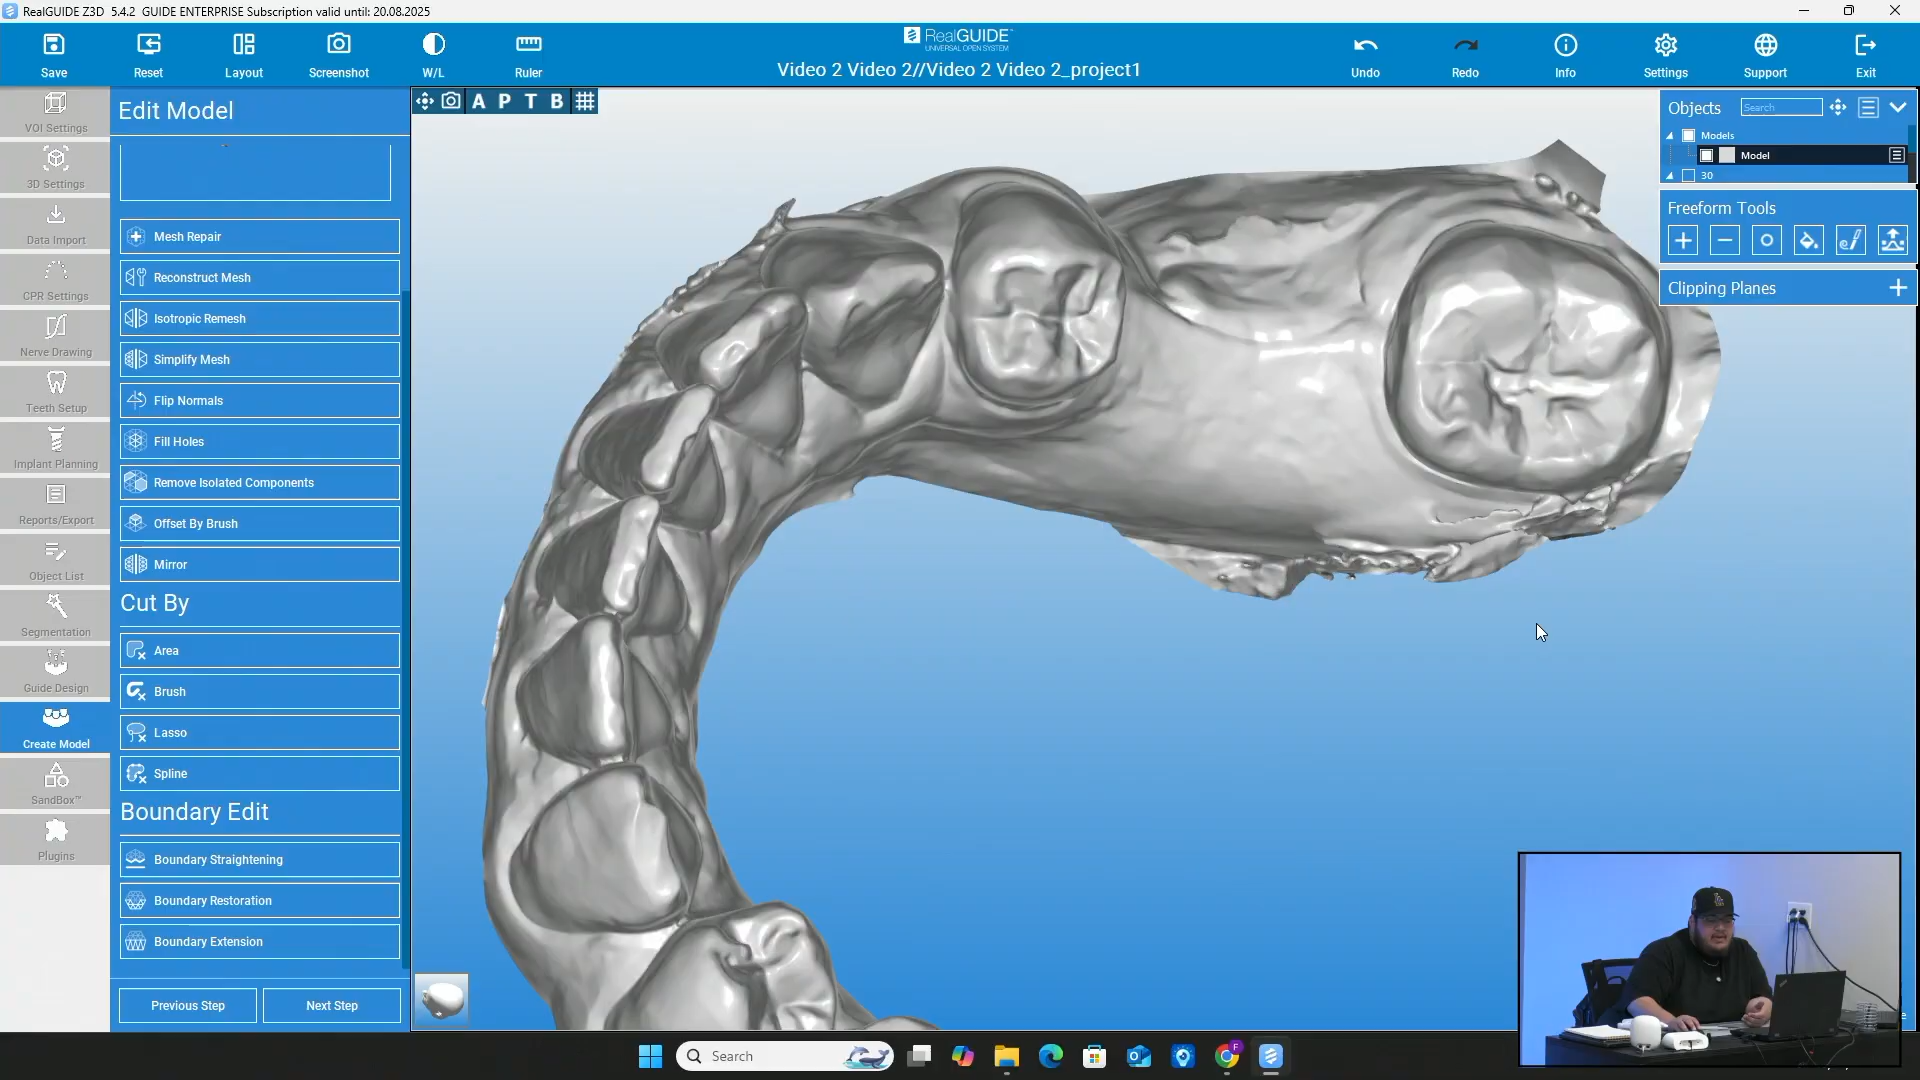 RealGUIDE Z3D 5.4.2 GUIDE ENTERPRISE Subscription valid until: 20.08.2025
Save
Reset
Layout
Screenshot
W/L
Ruler
RealGUIDE
UNIVERSAL OPEN SYSTEM
Video 2 Video 2//Video 2 Video 2_project1
Undo
Redo
Info
Settings
Support
Exit
VOI Settings
3D Settings
Data Import
CPR Settings
Nerve Drawing
Teeth Setup
Implant Planning
Reports/Export
Object List
Segmentation
Guide Design
Create Model
SandBox™
Plugins
Edit Model
Mesh Repair
Reconstruct Mesh
Isotropic Remesh
Simplify Mesh
Flip Normals
Fill Holes
Remove Isolated Components
Offset By Brush
Mirror
Cut By
Area
Brush
Lasso
Spline
Boundary Edit
Boundary Straightening
Boundary Restoration
Boundary Extension
Previous Step
Next Step
A P T B
Objects
Search
Models
Model
30
Freeform Tools
Clipping Planes
Search
F